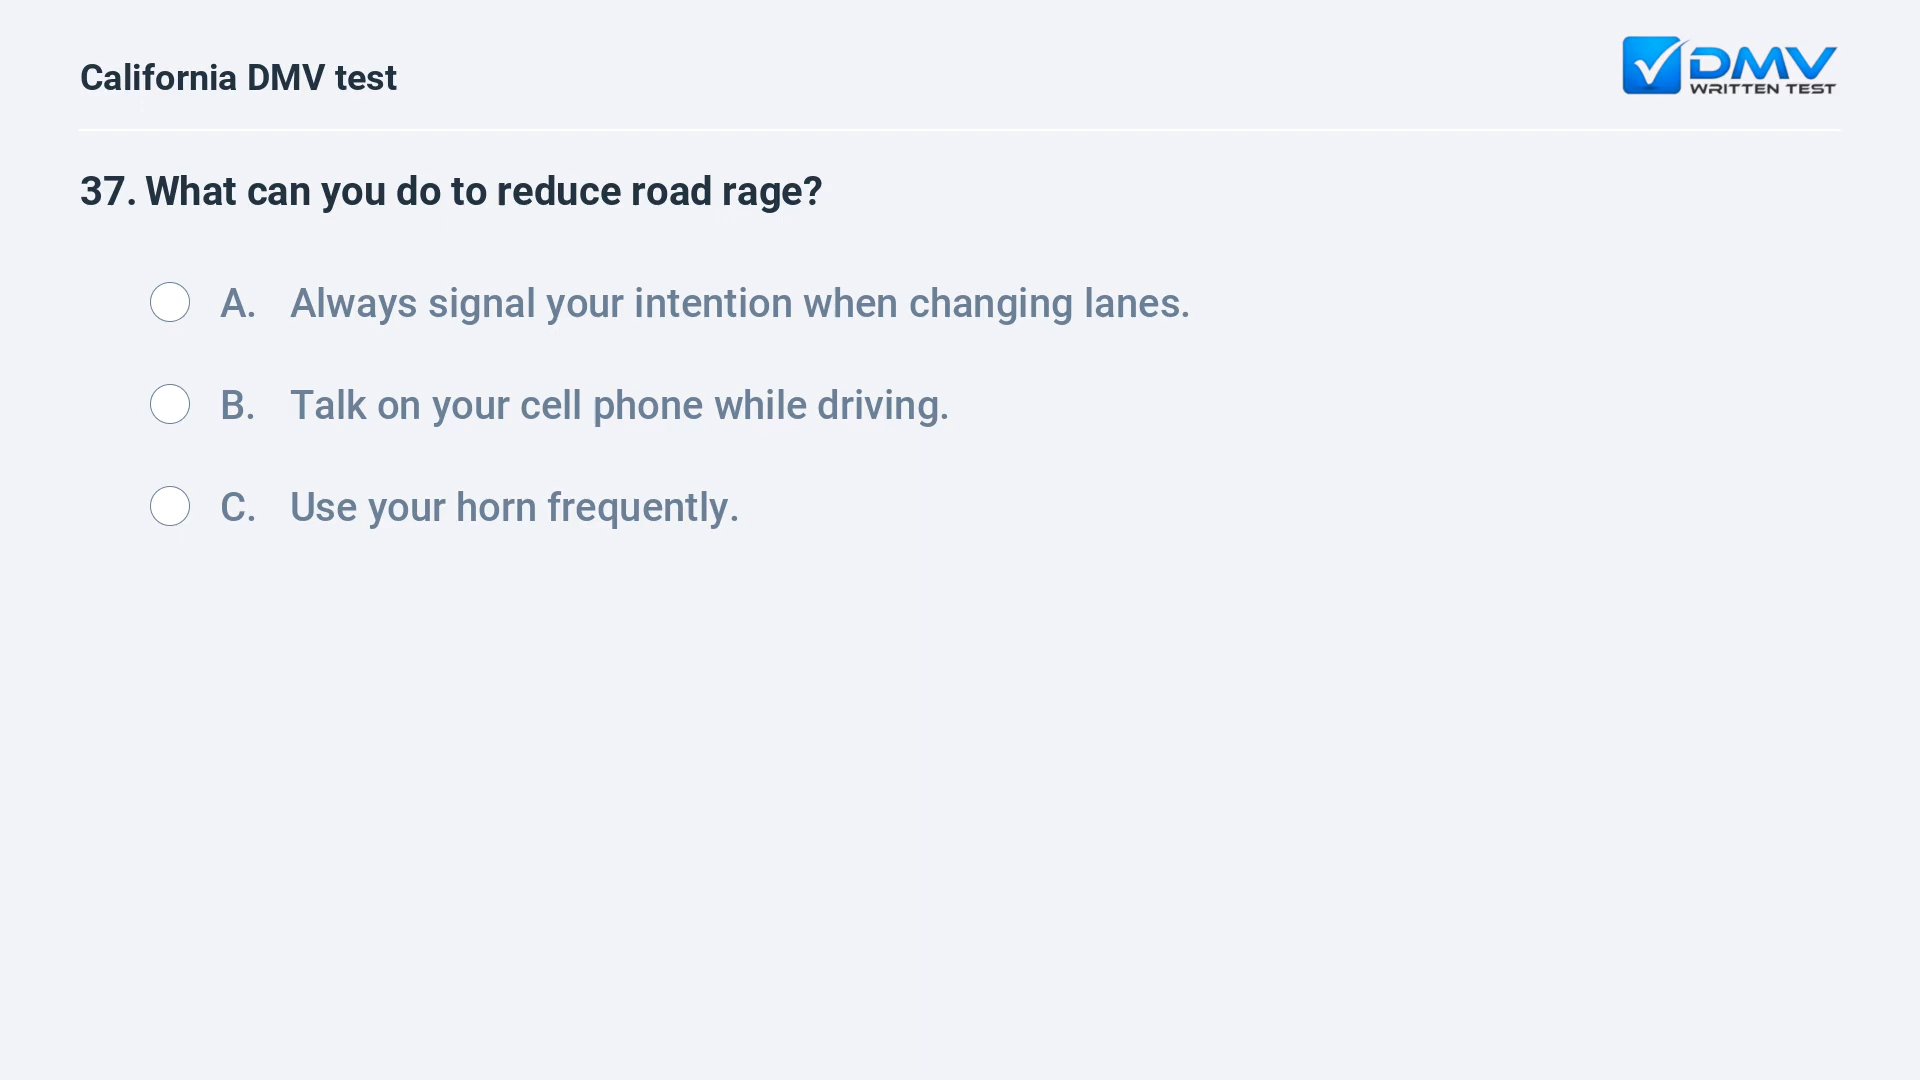 California DMV test
DMV
WRITTEN TEST
37. What can you do to reduce road rage?
A. Always signal your intention when changing lanes.
B. Talk on your cell phone while driving.
C. Use your horn frequently.